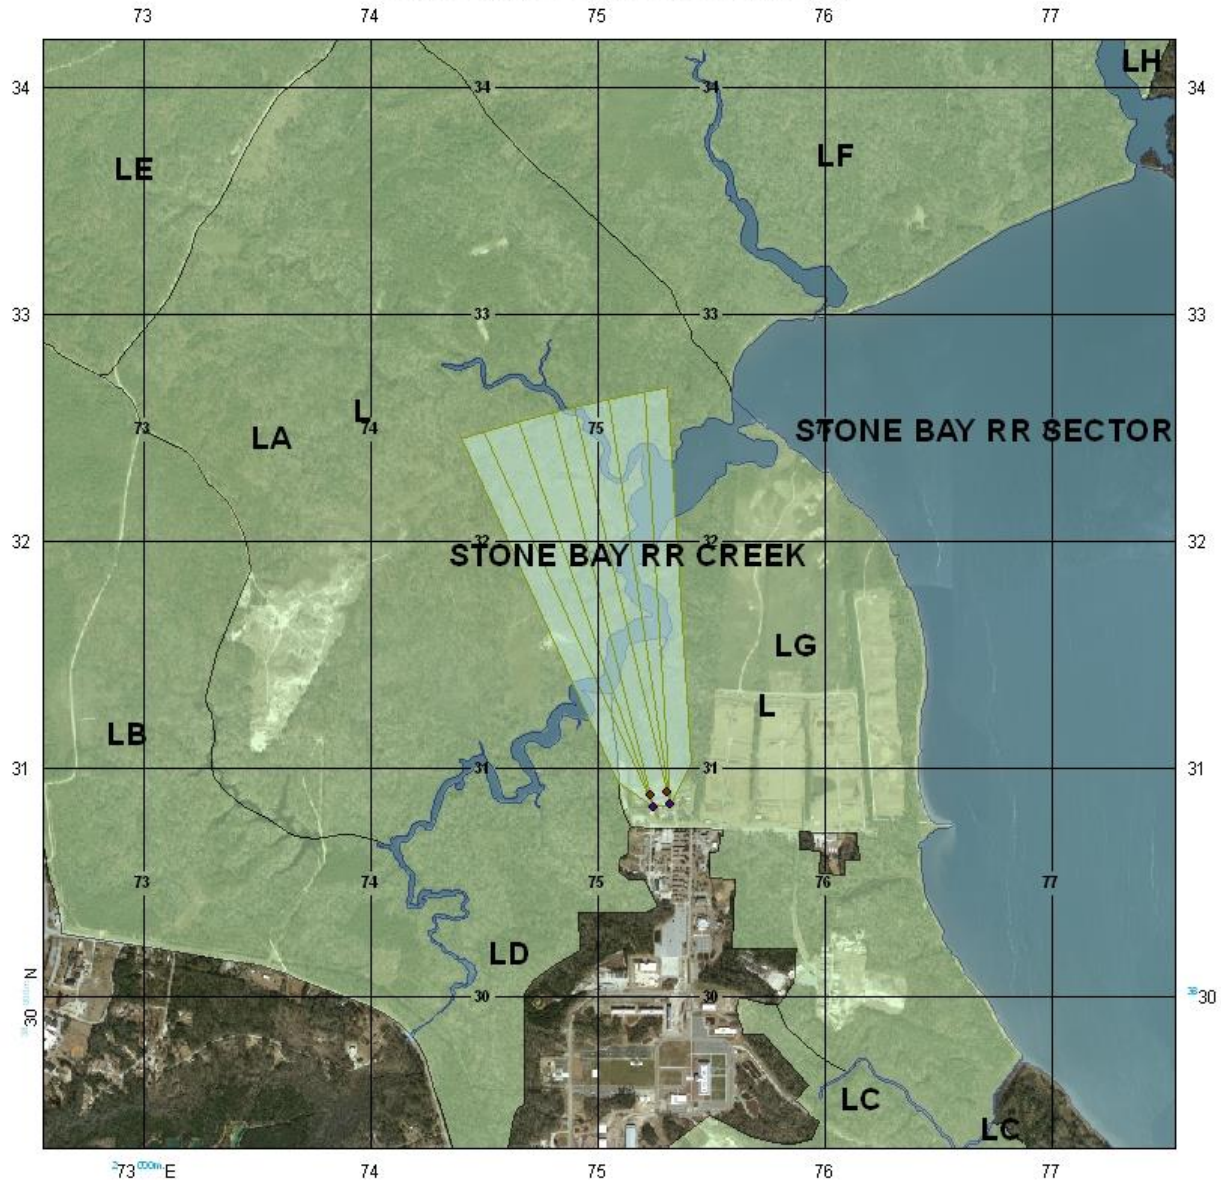 73 74 75 76 77
LH
34 34 34 34
LE LF
33 33 33 33
L
73 LA 74 75 STONE BAY RR SECTOR
32 32 32 32
STONE BAY RR CREEK
LG
L
LB
31 31 31 31
73 74 75 76 77
LD
N
30 30 30 30
LC
LC
73 000m. E 74 75 76 77